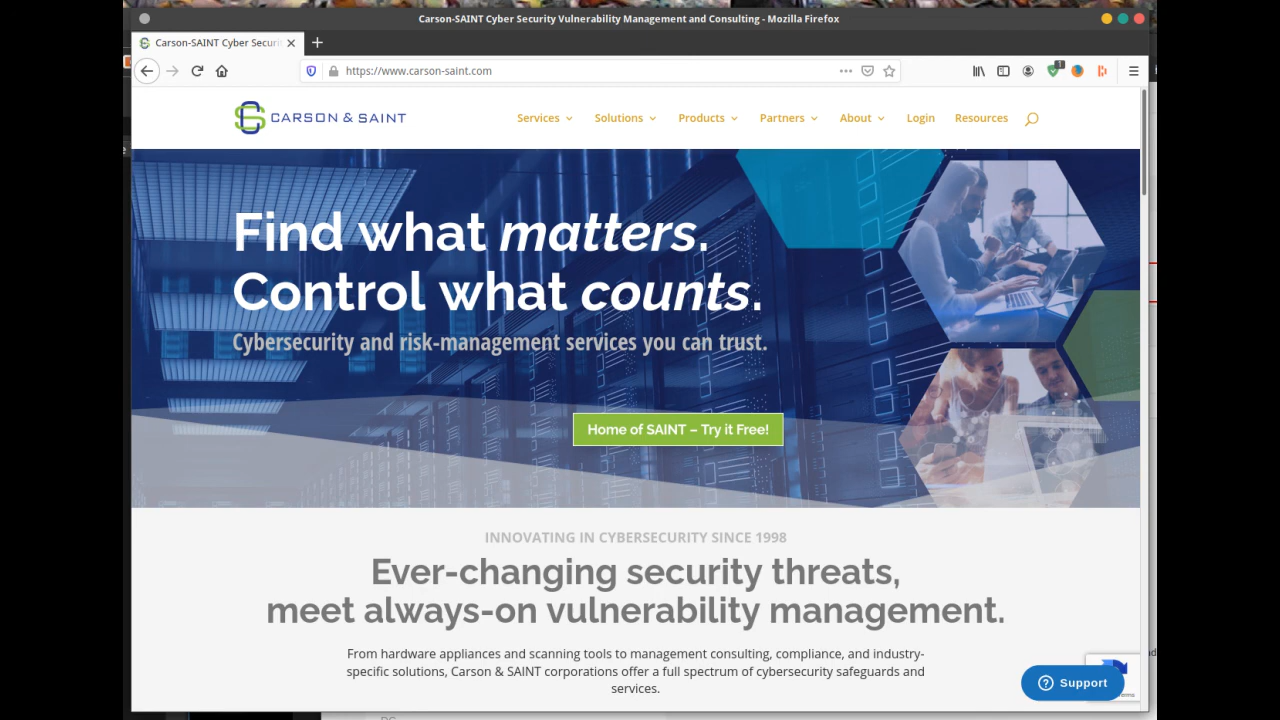 Carson-SAINT Cyber Security Vulnerability Management and Consulting - Mozilla Firefox
Carson-SAINT Cyber Securi
https://www.carson-saint.com
1
CARSON & SAINT
Services
Solutions
Products
Partners
About
Login
Resources
Find what matters.
Control what counts.
Cybersecurity and risk-management services you can trust.
Home of SAINT – Try it Free!
INNOVATING IN CYBERSECURITY SINCE 1998
Ever-changing security threats,
meet always-on vulnerability management.
From hardware appliances and scanning tools to management consulting, compliance, and industry-
specific solutions, Carson & SAINT corporations offer a full spectrum of cybersecurity safeguards and
services.
Support